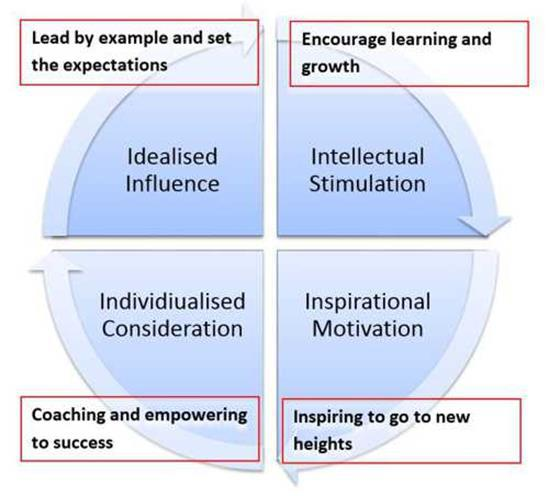 Lead by example and set
the expectations
Encourage learning and
growth
Idealised
Influence
Intellectual
Stimulation
Individiualised
Consideration
Inspirational
Motivation
Coaching and empowering
to success
Inspiring to go to new
heights